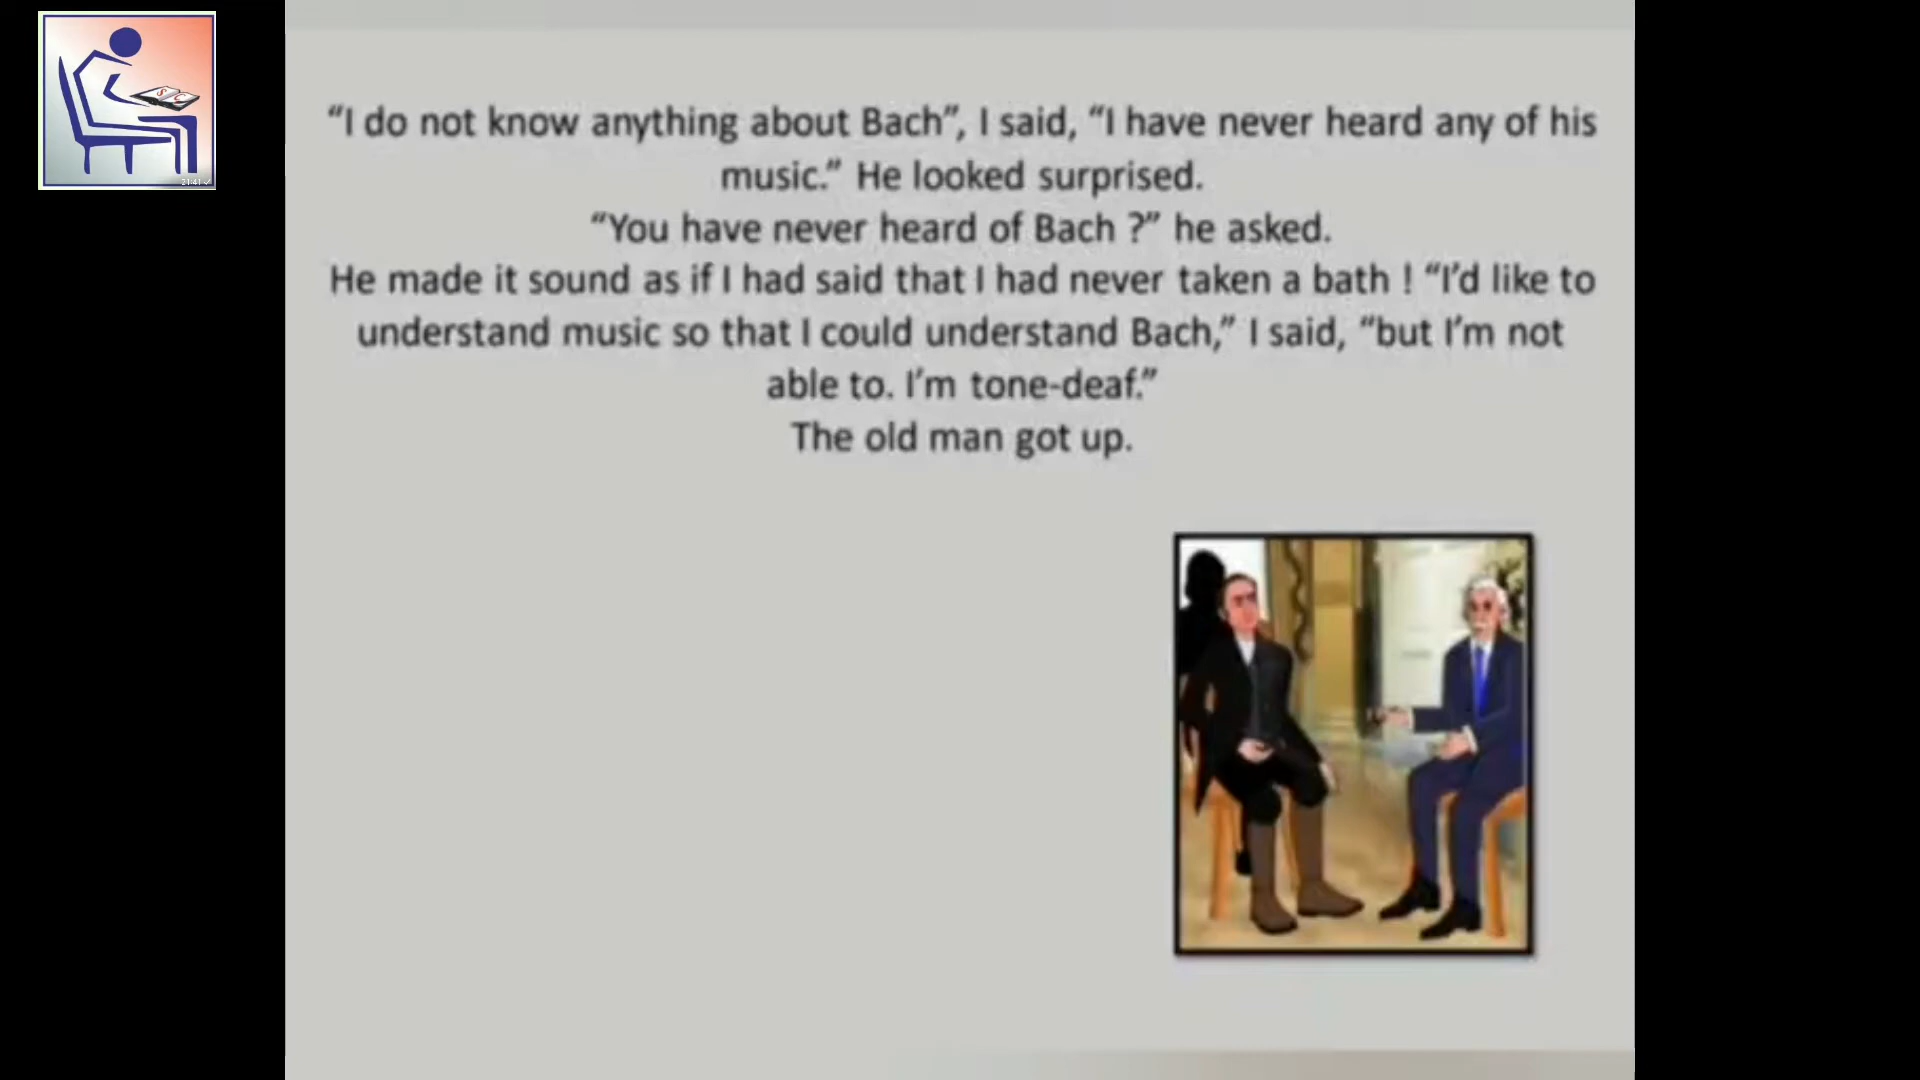 “I do not know anything about Bach”, I said, “I have never heard any of his
music.” He looked surprised.
“You have never heard of Bach ?” he asked.
He made it sound as if I had said that I had never taken a bath ! “I’d like to
understand music so that I could understand Bach,” I said, “but I’m not
able to. I’m tone-deaf.”
The old man got up.
S C
21:41